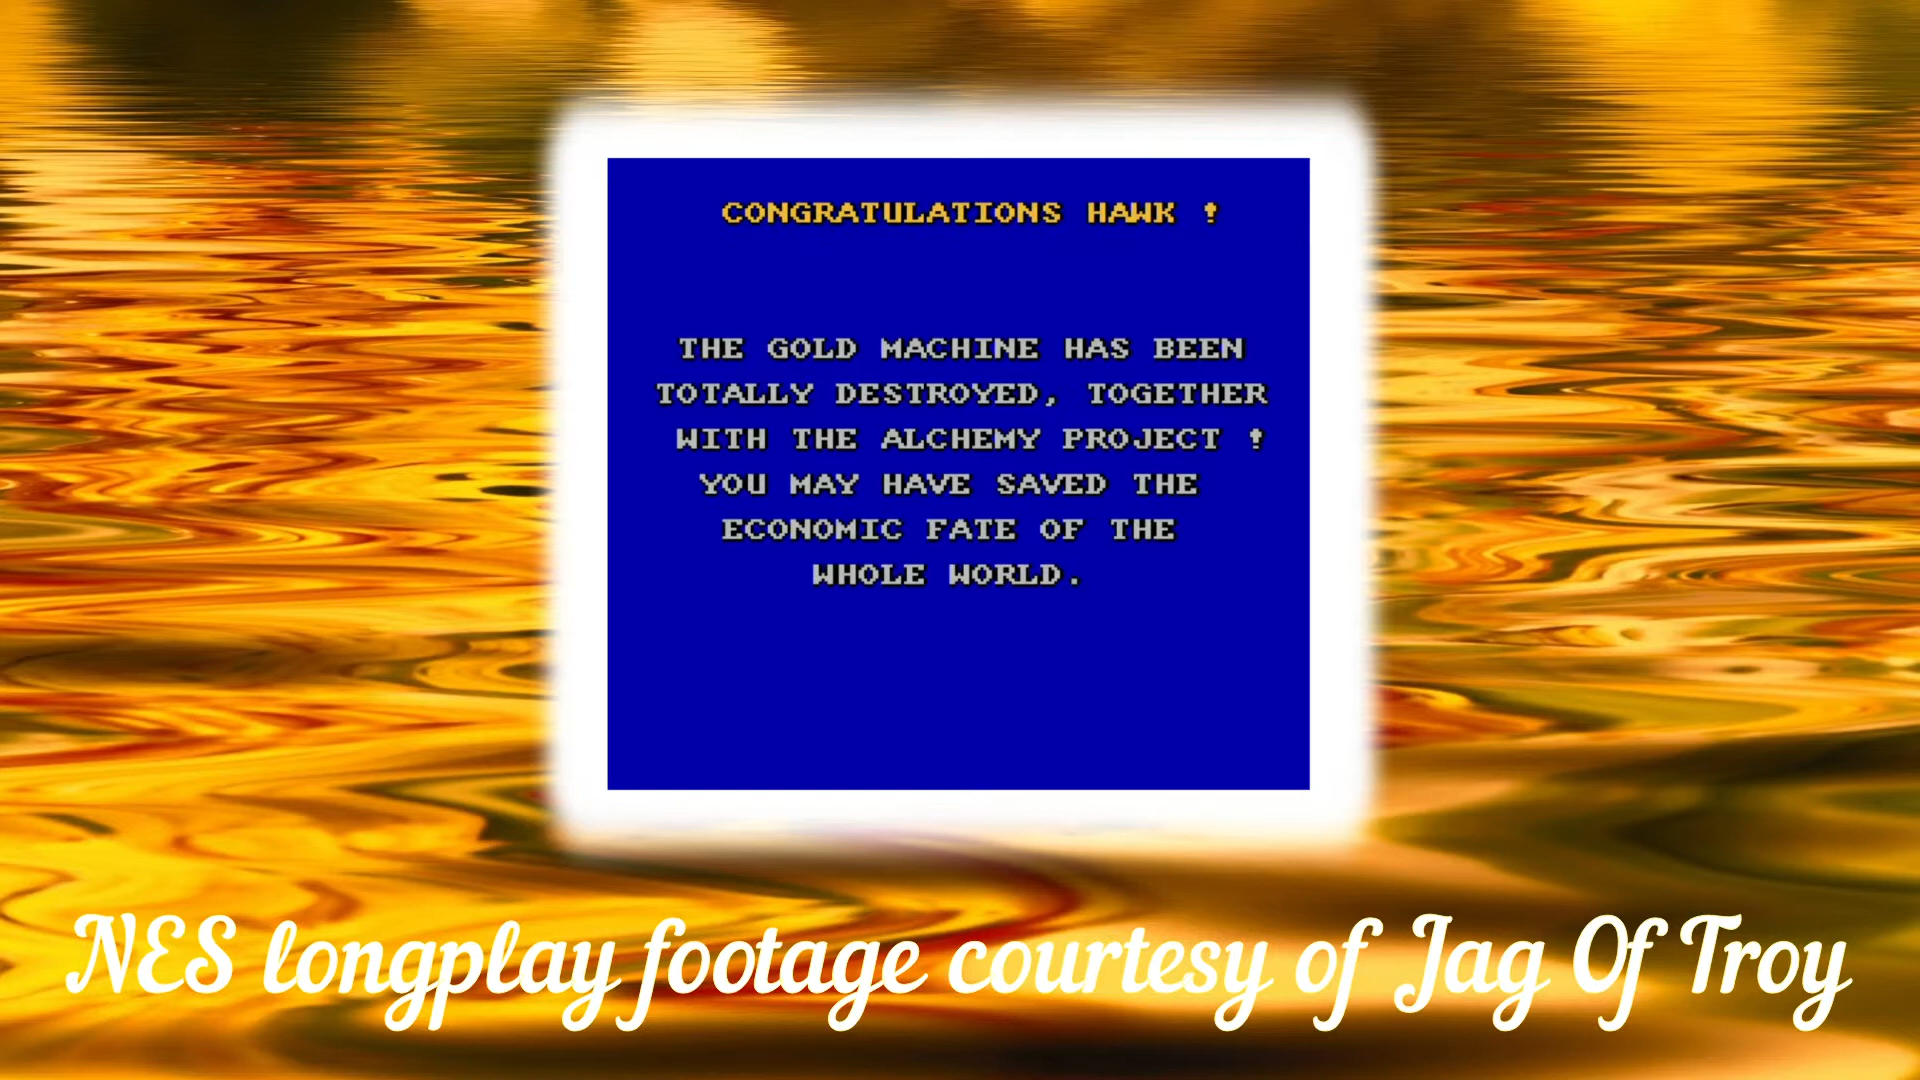 CONGRATULATIONS HAWK !
THE GOLD MACHINE HAS BEEN
TOTALLY DESTROYED, TOGETHER
WITH THE ALCHEMY PROJECT !
YOU MAY HAVE SAVED THE
ECONOMIC FATE OF THE
WHOLE WORLD.
NES longplay footage courtesy of Jag Of Troy